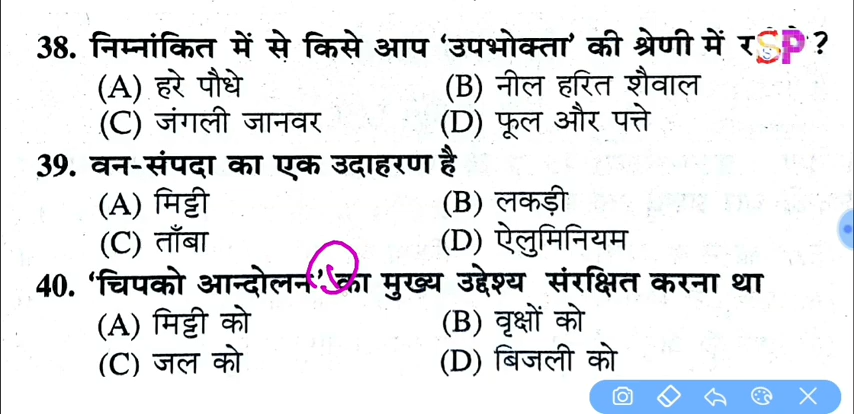 38. निम्नांकित में से किसे आप ‘उपभोक्ता’ की श्रेणी में SP ?
(A) हरे पौधे (B) नील हरित शैवाल
(C) जंगली जानवर (D) फूल और पत्ते
39. वन-संपदा का एक उदाहरण है
(A) मिट्टी (B) लकड़ी
(C) ताँबा (D) ऐलुमिनियम
40. ‘चिपको आन्दोलन’ का मुख्य उद्देश्य संरक्षित करना था
(A) मिट्टी को (B) वृक्षों को
(C) जल को (D) बिजली को